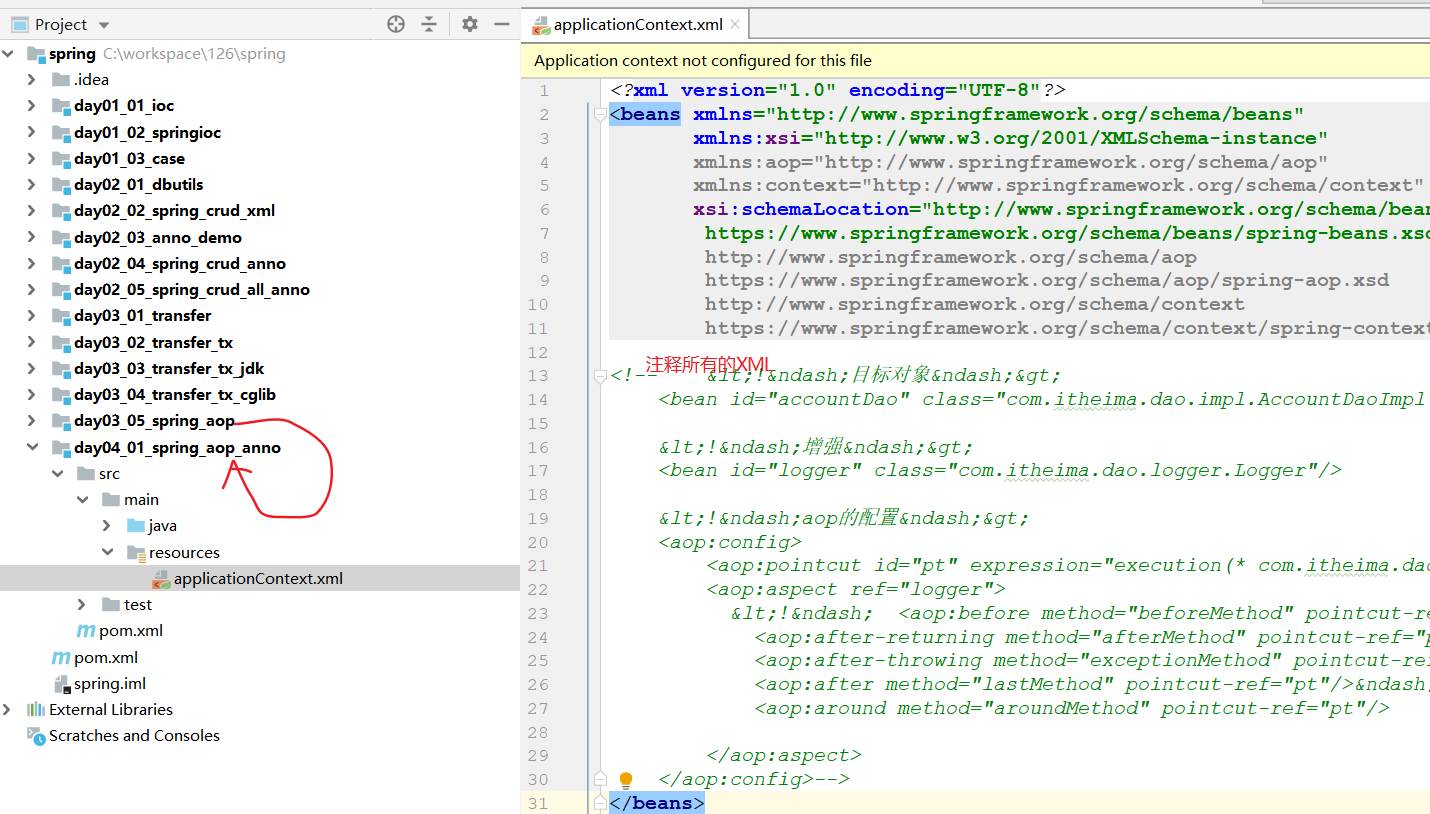 Project
spring C:\workspace\126\spring
.idea
day01_01_ioc
day01_02_springioc
day01_03_case
day02_01_dbutils
day02_02_spring_crud_xml
day02_03_anno_demo
day02_04_spring_crud_anno
day02_05_spring_crud_all_anno
day03_01_transfer
day03_02_transfer_tx
day03_03_transfer_tx_jdk
day03_04_transfer_tx_cglib
day03_05_spring_aop
day04_01_spring_aop_anno
src
main
java
resources
applicationContext.xml
test
pom.xml
pom.xml
spring.iml
External Libraries
Scratches and Consoles
applicationContext.xml
Application context not configured for this file
1 <?xml version="1.0" encoding="UTF-8"?>
2 <beans xmlns="http://www.springframework.org/schema/beans"
3 xmlns:xsi="http://www.w3.org/2001/XMLSchema-instance"
4 xmlns:aop="http://www.springframework.org/schema/aop"
5 xmlns:context="http://www.springframework.org/schema/context"
6 xsi:schemaLocation="http://www.springframework.org/schema/bean
7 https://www.springframework.org/schema/beans/spring-beans.xsd
8 http://www.springframework.org/schema/aop
9 https://www.springframework.org/schema/aop/spring-aop.xsd
10 http://www.springframework.org/schema/context
11 https://www.springframework.org/schema/context/spring-context
12
注释所有的XML
13 <!-- &lt;!&ndash;目标对象&ndash;&gt;
14 <bean id="accountDao" class="com.itheima.dao.impl.AccountDaoImpl
15
16 &lt;!&ndash;增强&ndash;&gt;
17 <bean id="logger" class="com.itheima.dao.logger.Logger"/>
18
19 &lt;!&ndash;aop的配置&ndash;&gt;
20 <aop:config>
21 <aop:pointcut id="pt" expression="execution(* com.itheima.dao
22 <aop:aspect ref="logger">
23 &lt;!&ndash; <aop:before method="beforeMethod" pointcut-re
24 <aop:after-returning method="afterMethod" pointcut-ref="p
25 <aop:after-throwing method="exceptionMethod" pointcut-ref
26 <aop:after method="lastMethod" pointcut-ref="pt"/>&ndash;
27 <aop:around method="aroundMethod" pointcut-ref="pt"/>
28
29 </aop:aspect>
30 </aop:config>-->
31 </beans>